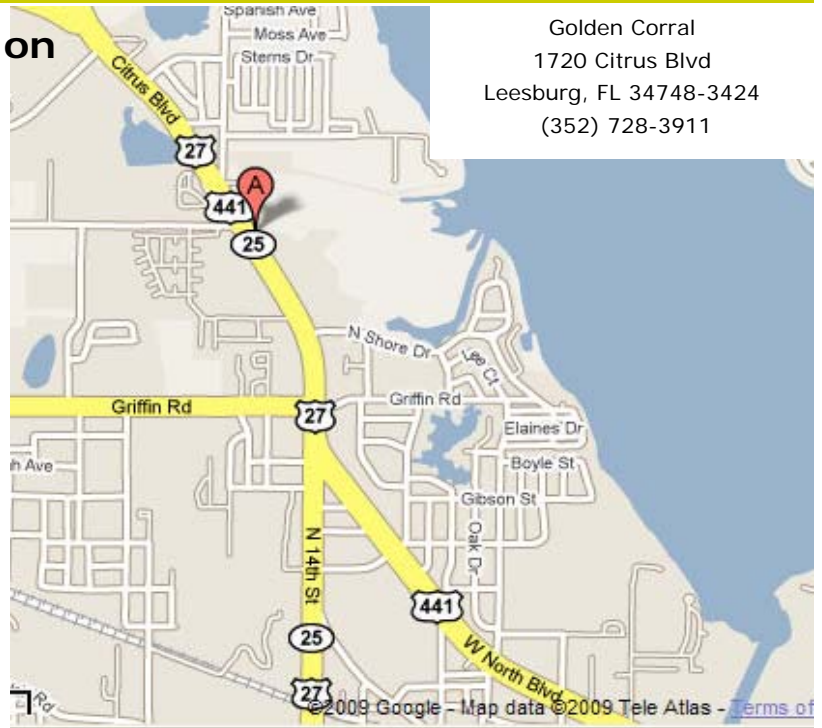 on
Golden Corral
1720 Citrus Blvd
Leesburg, FL 34748-3424
(352) 728-3911
Spanish Ave
Moss Ave
Sterns Dr
Citrus Blvd
27
A
441
25
N Shore Dr
Lee Ct
Griffin Rd
27
Griffin Rd
Elaines Dr
h Ave
Boyle St
Gibson St
Oak Dr
N 14th St
441
25
W North Blvd
Rd
27
©2009 Google - Map data ©2009 Tele Atlas - Terms of